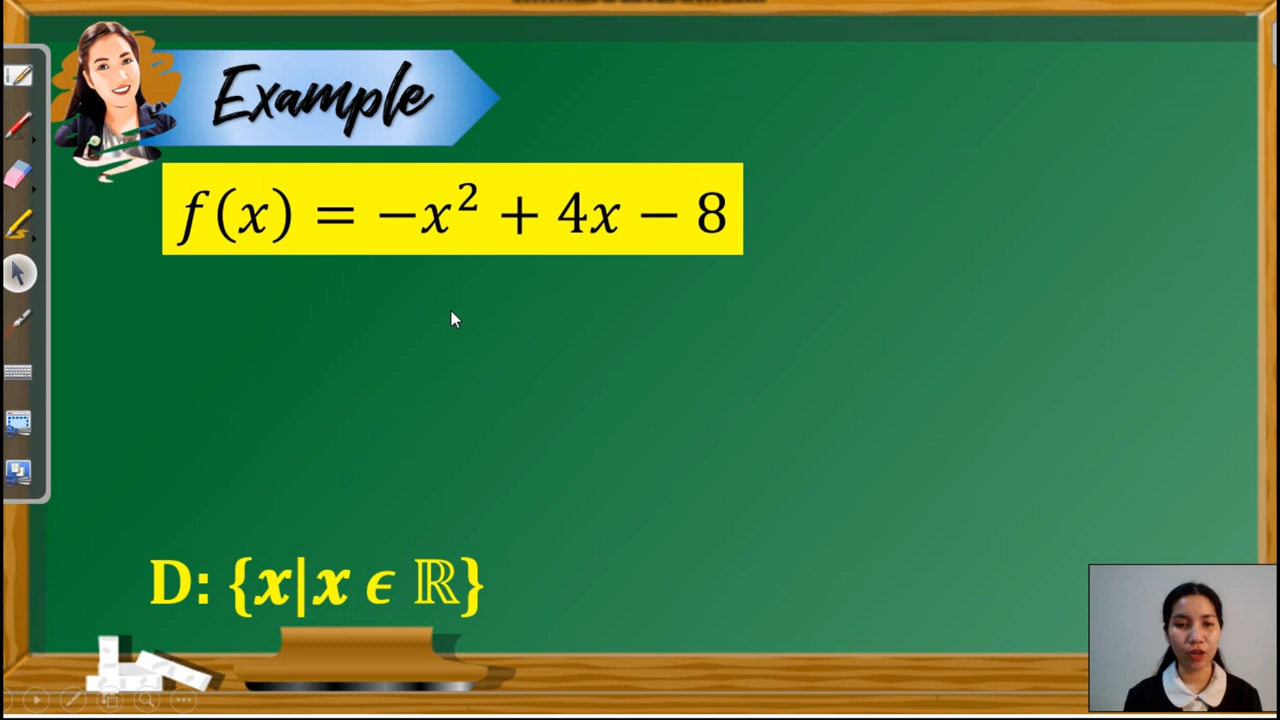 Example
f(x) = −x² + 4x − 8
D: {x|x ϵ ℝ}